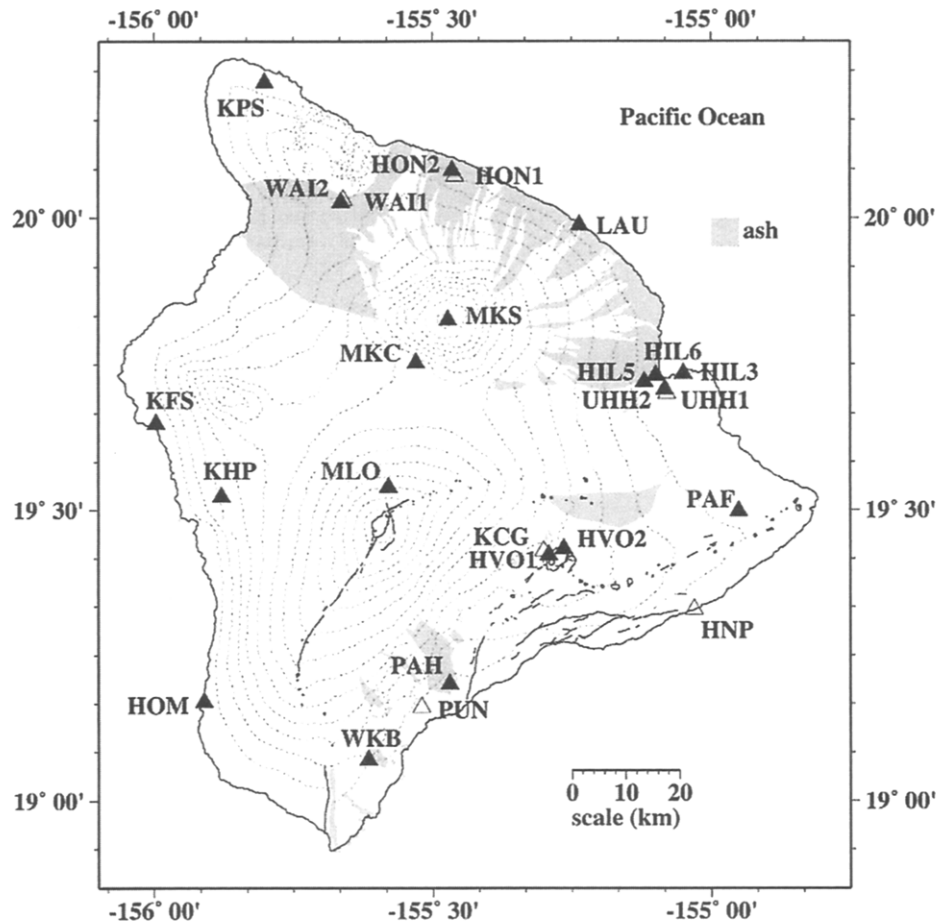 -156° 00' -155° 30' -155° 00'
KPS
Pacific Ocean
HON2 HON1
WAI2 WAI1
20° 00' 20° 00'
LAU
ash
MKS
MKC
HIL6
HIL5 HIL3
UHH2 UHH1
KFS
KHP MLO
19° 30' 19° 30'
PAF
KCG HVO2
HVO1
HNP
PAH
HOM PUN
WKB
0 10 20
scale (km)
19° 00' 19° 00'
-156° 00' -155° 30' -155° 00'